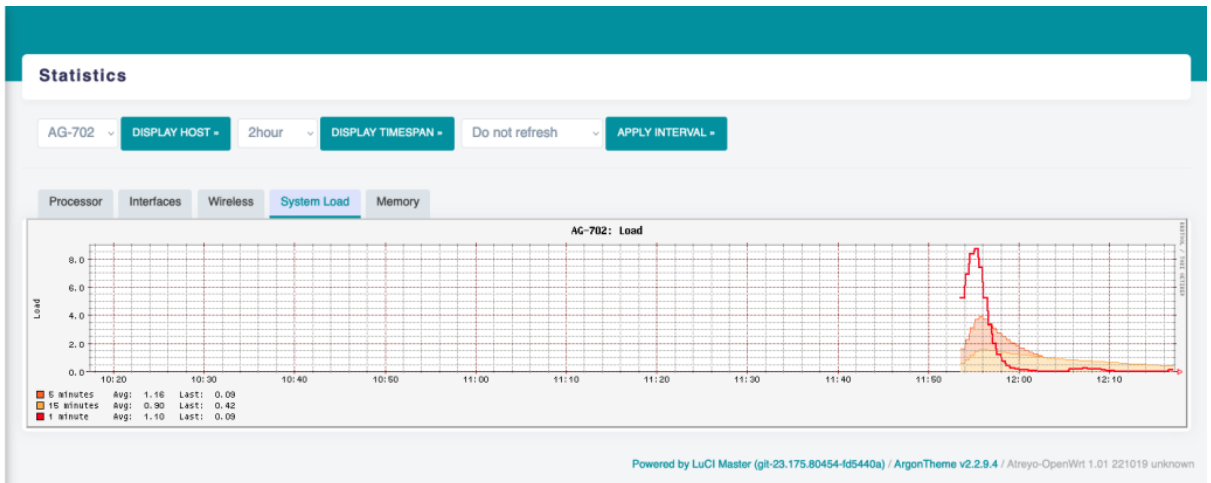 Statistics
AG-702 DISPLAY HOST » 2hour DISPLAY TIMESPAN » Do not refresh APPLY INTERVAL »
Processor Interfaces Wireless System Load Memory
AG-702: Load
RRDTOOL / TOBI OETIKER
Load
8.0
6.0
4.0
2.0
0.0
10:20 10:30 10:40 10:50 11:00 11:10 11:20 11:30 11:40 11:50 12:00 12:10
5 minutes Avg: 1.16 Last: 0.09
15 minutes Avg: 0.90 Last: 0.42
1 minute Avg: 1.10 Last: 0.09
Powered by LuCI Master (git-23.175.80454-fd5440a) / ArgonTheme v2.2.9.4 / Atreyo-OpenWrt 1.01 221019 unknown